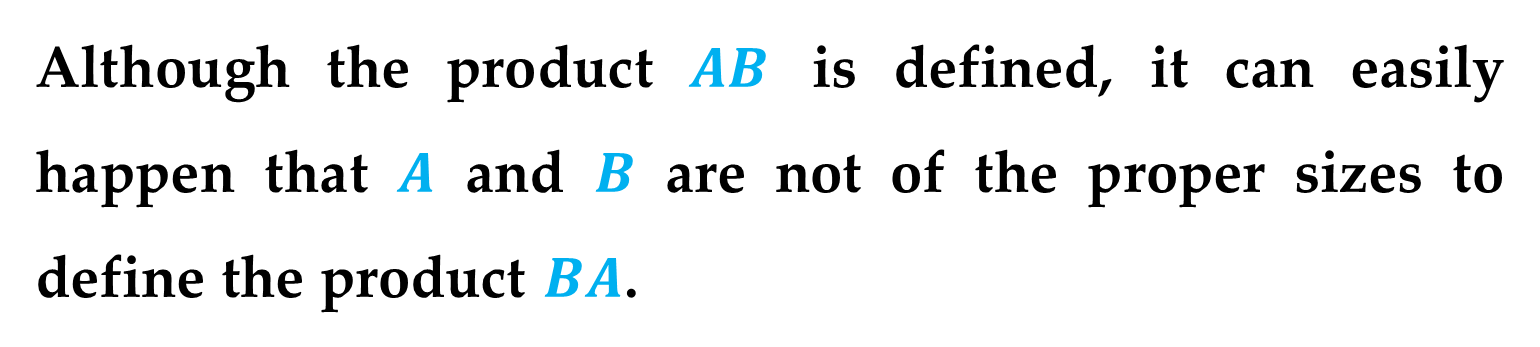 Although the product AB is defined, it can easily
happen that A and B are not of the proper sizes to
define the product BA.